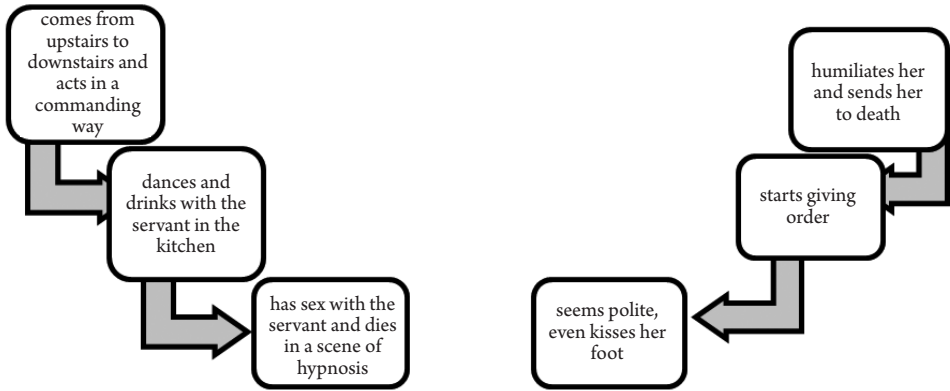 comes from
upstairs to
downstairs and
acts in a
commanding
way
dances and
drinks with the
servant in the
kitchen
has sex with the
servant and dies
in a scene of
hypnosis
humiliates her
and sends her
to death
starts giving
order
seems polite,
even kisses her
foot